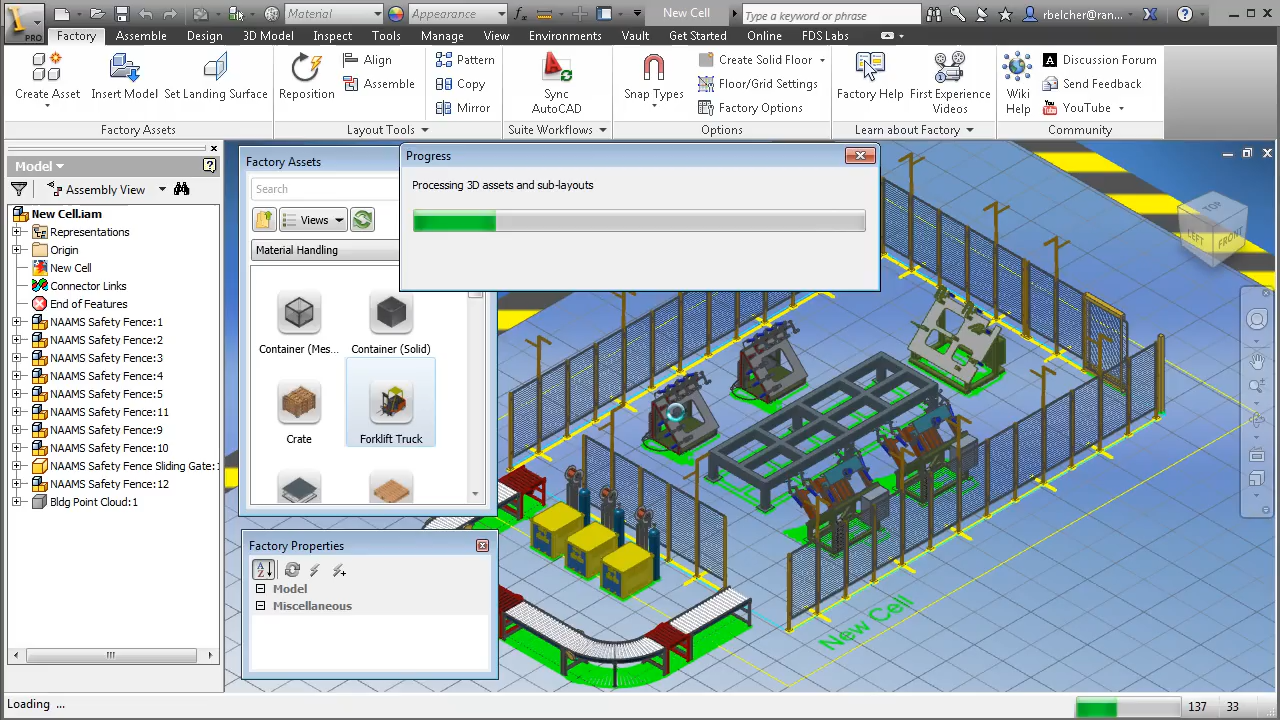 PRO
Material
Appearance
New Cell
Type a keyword or phrase
rbelcher@ran...
Factory
Assemble
Design
3D Model
Inspect
Tools
Manage
View
Environments
Vault
Get Started
Online
FDS Labs
Create Asset
Insert Model
Set Landing Surface
Factory Assets
Reposition
Align
Assemble
Pattern
Copy
Mirror
Layout Tools
Sync
AutoCAD
Suite Workflows
Snap Types
Create Solid Floor
Floor/Grid Settings
Factory Options
Options
Factory Help
First Experience
Videos
Learn about Factory
Wiki
Help
Discussion Forum
Send Feedback
YouTube
Community
Model
Assembly View
New Cell.iam
Representations
Origin
New Cell
Connector Links
End of Features
NAAMS Safety Fence:1
NAAMS Safety Fence:2
NAAMS Safety Fence:3
NAAMS Safety Fence:4
NAAMS Safety Fence:5
NAAMS Safety Fence:11
NAAMS Safety Fence:9
NAAMS Safety Fence:10
NAAMS Safety Fence Sliding Gate:1
NAAMS Safety Fence:12
Bldg Point Cloud:1
Factory Assets
Search
Views
Material Handling
Container (Mes...
Container (Solid)
Crate
Forklift Truck
Progress
Processing 3D assets and sub-layouts
Factory Properties
Model
Miscellaneous
TOP
LEFT
FRONT
New Cell
Loading ...
137
33